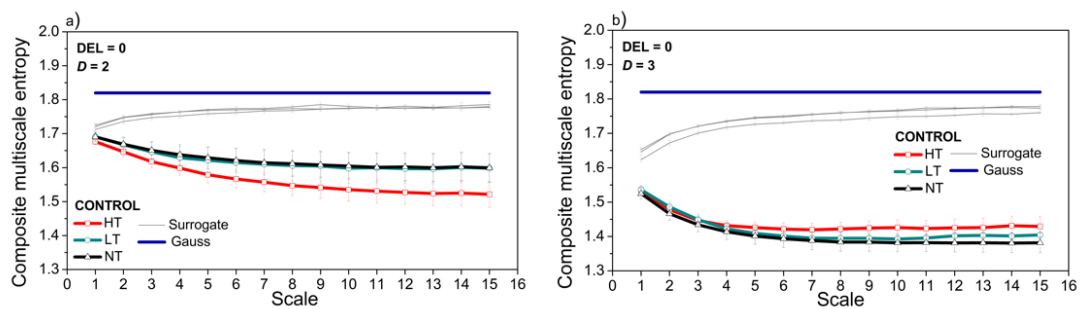 a)
2.0
1.9
1.8
1.7
1.6
1.5
1.4
1.3
Composite multiscale entropy
DEL = 0
D = 2
CONTROL
HT
LT
NT
Surrogate
Gauss
0 1 2 3 4 5 6 7 8 9 10 11 12 13 14 15 16
Scale
b)
2.0
1.9
1.8
1.7
1.6
1.5
1.4
1.3
Composite multiscale entropy
DEL = 0
D = 3
CONTROL
HT
LT
NT
Surrogate
Gauss
0 1 2 3 4 5 6 7 8 9 10 11 12 13 14 15 16
Scale